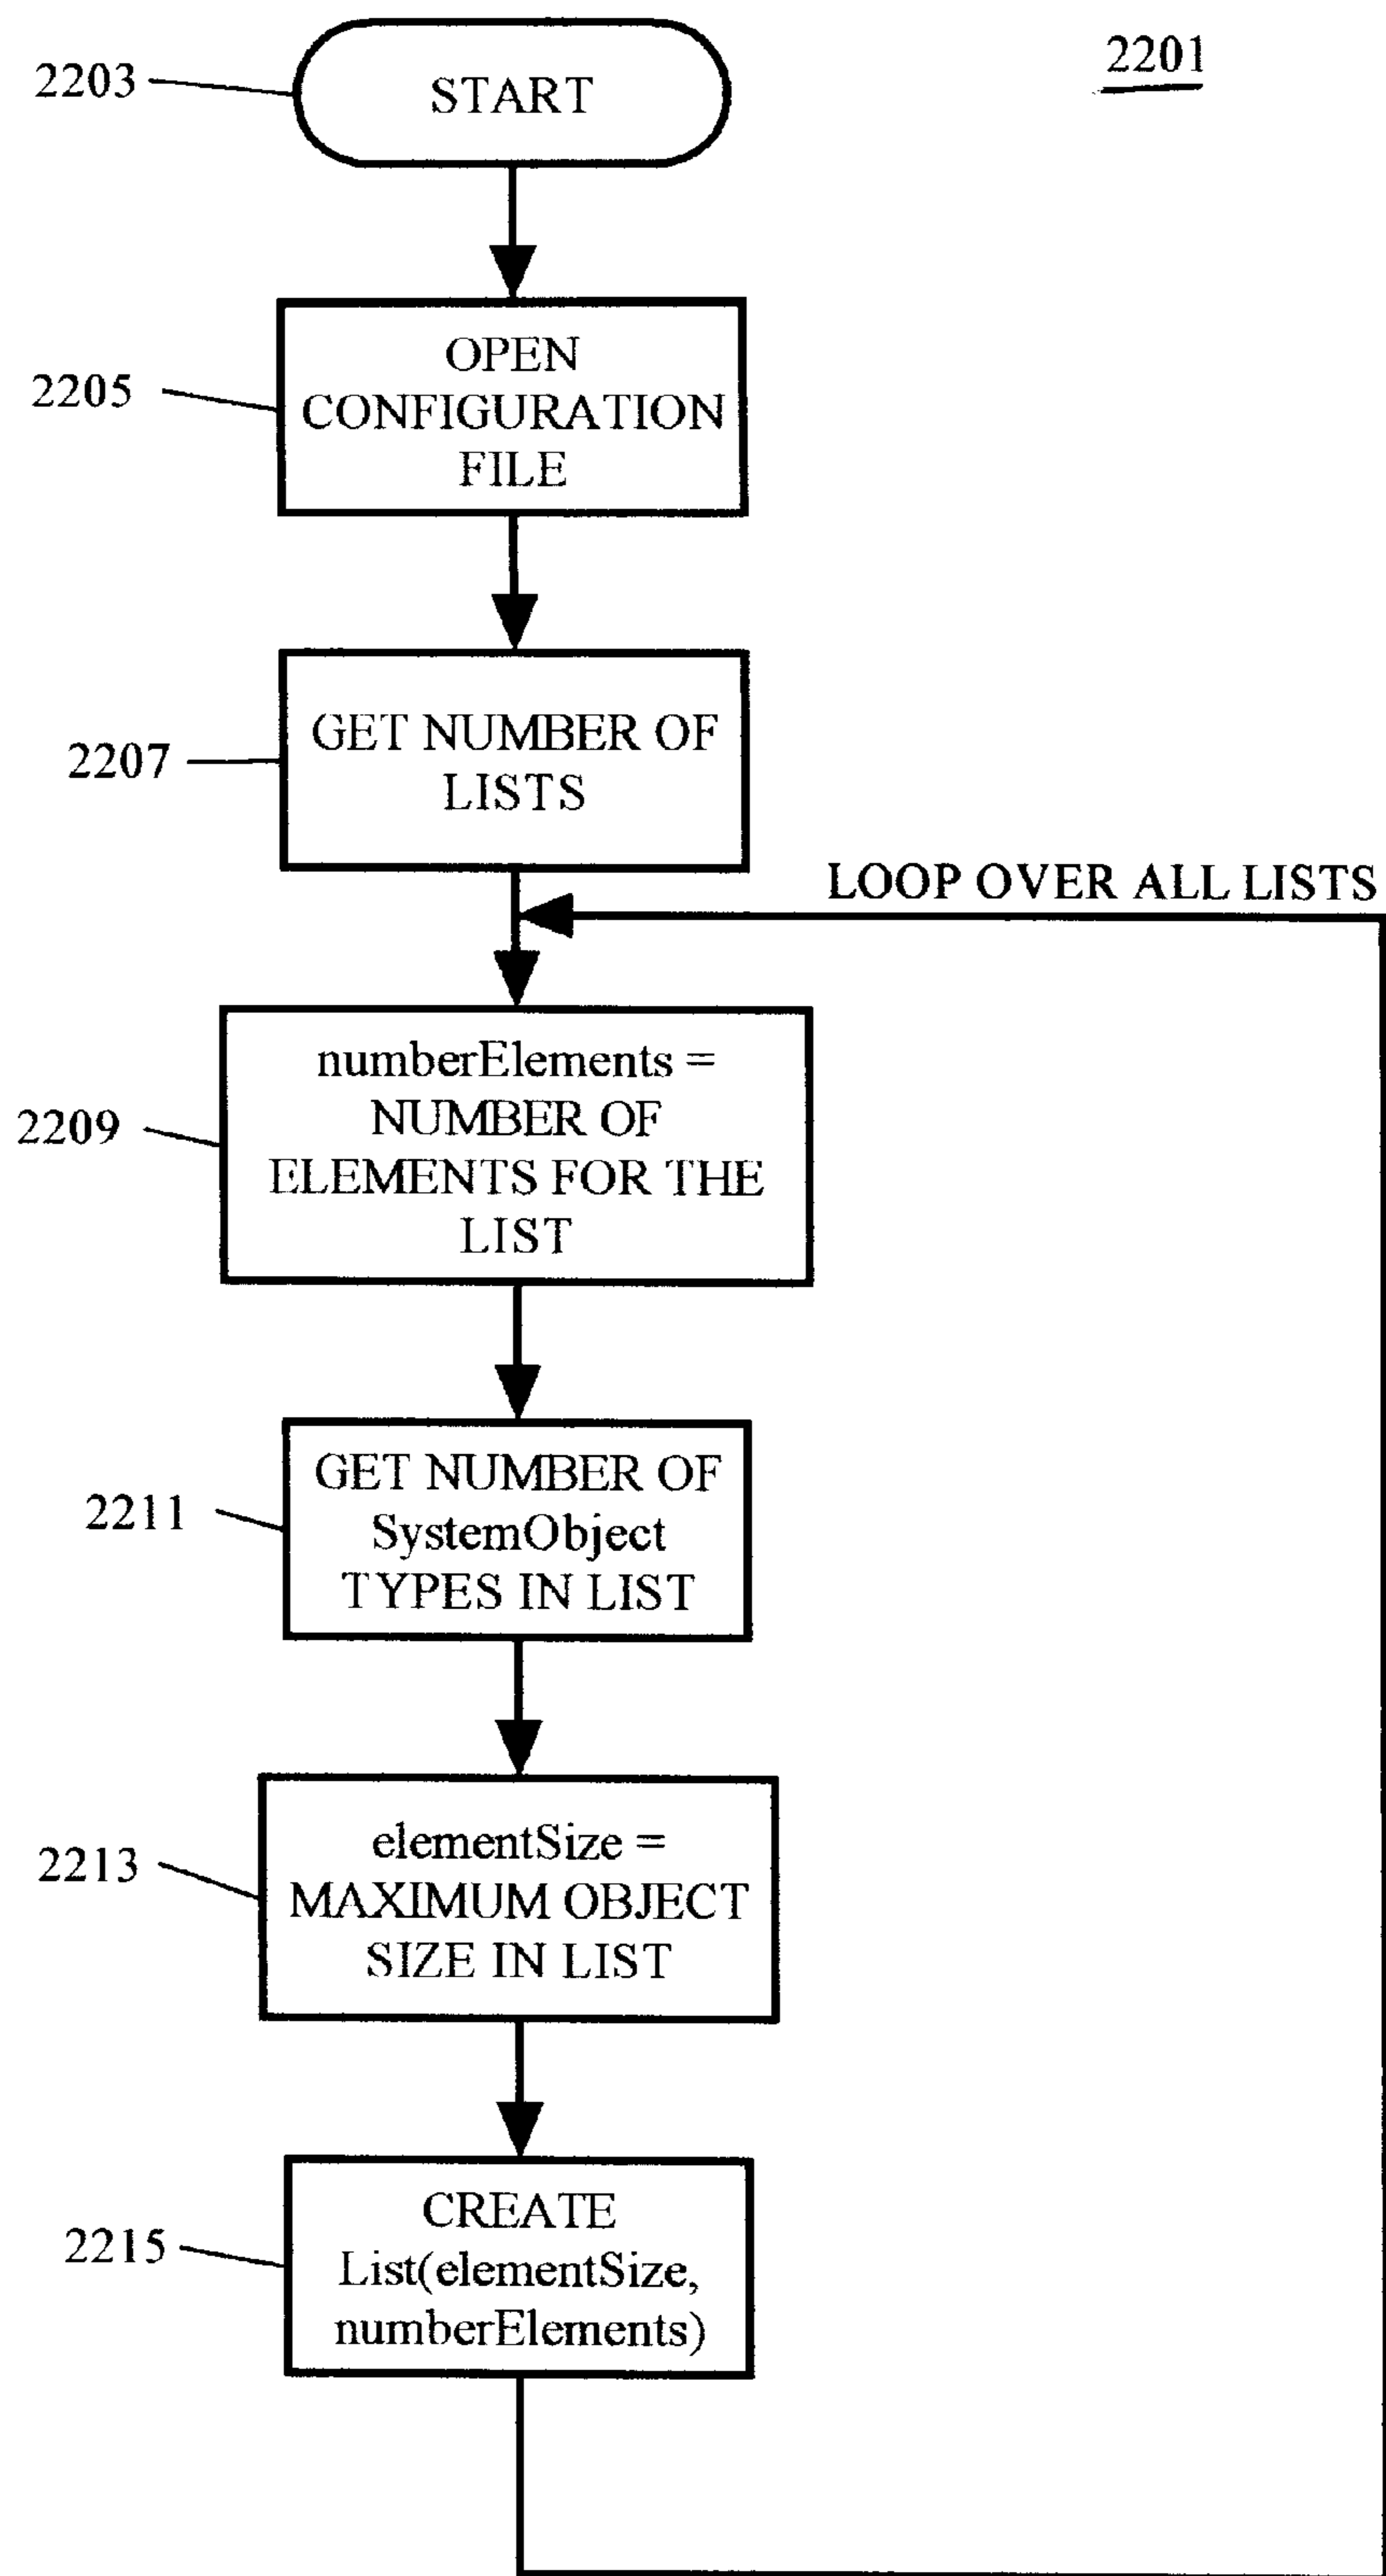 2201
2203
START
2205
OPEN
CONFIGURATION
FILE
2207
GET NUMBER OF
LISTS
LOOP OVER ALL LISTS
2209
numberElements =
NUMBER OF
ELEMENTS FOR THE
LIST
2211
GET NUMBER OF
SystemObject
TYPES IN LIST
2213
elementSize =
MAXIMUM OBJECT
SIZE IN LIST
2215
CREATE
List(elementSize,
numberElements)